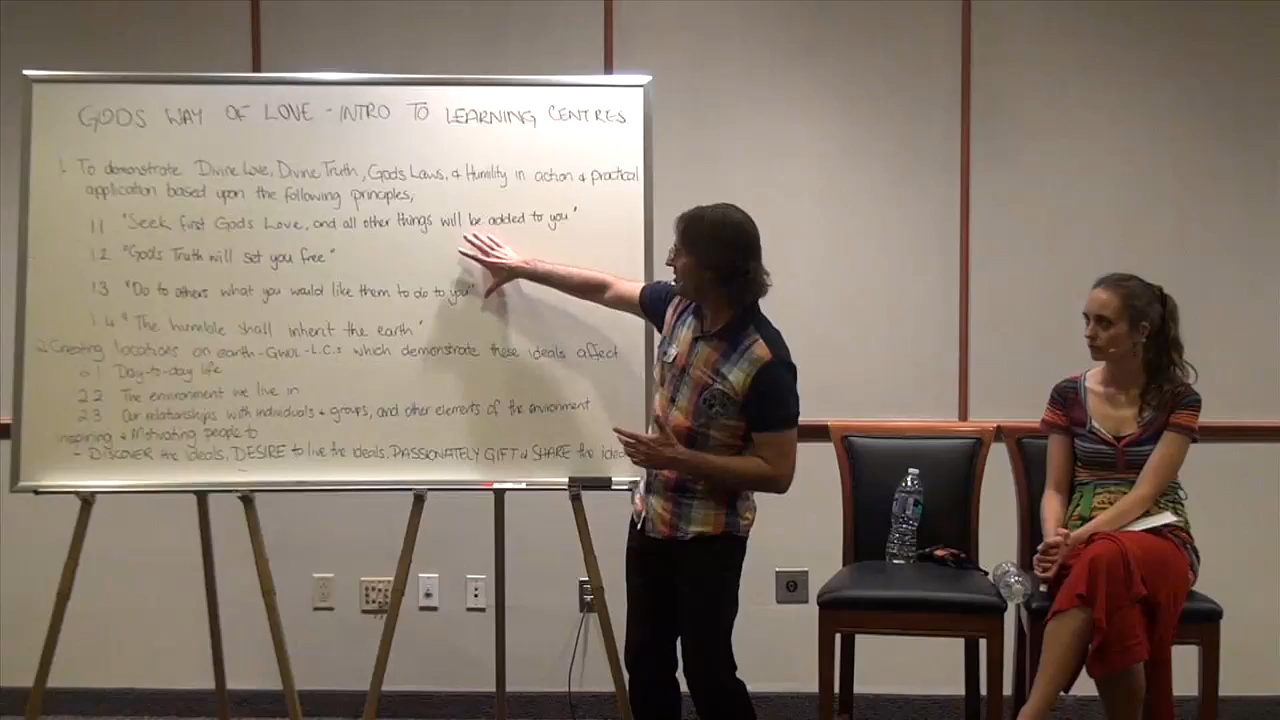 GODS WAY OF LOVE - INTRO TO LEARNING CENTRES
1. To demonstrate Divine Love, Divine Truth, Gods Laws, & Humility in action & practical
application based upon the following principles;
1.1 "Seek first Gods Love, and all other things will be added to you"
1.2 "Gods Truth will set you free"
1.3 "Do to others what you would like them to do to you"
1.4 "The humble shall inherit the earth"
2. Creating locations on earth - GWOL - L.C.s which demonstrate these ideals affect
2.1 Day-to-day life
2.2 The environment we live in
2.3 Our relationships with individuals & groups, and other elements of the environment
Inspiring & Motivating people to
- DISCOVER the ideals, DESIRE to live the ideals, PASSIONATELY GIFT & SHARE the